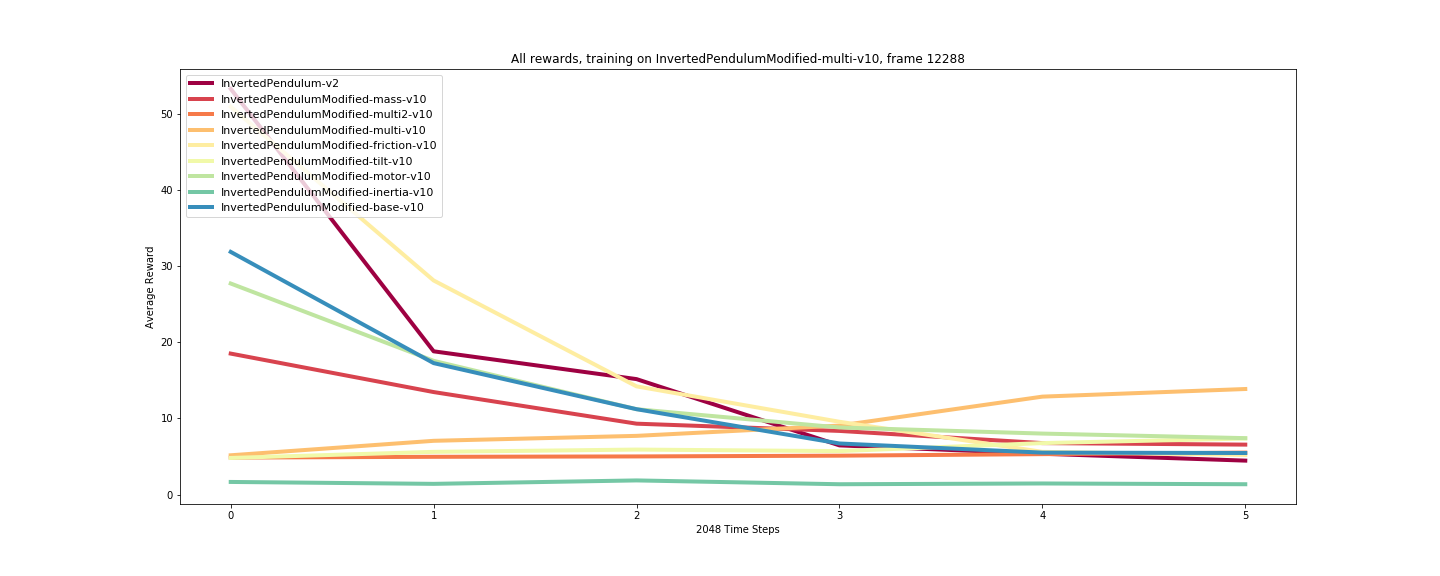 All rewards, training on InvertedPendulumModified-multi-v10, frame 12288
InvertedPendulum-v2
InvertedPendulumModified-mass-v10
InvertedPendulumModified-multi2-v10
InvertedPendulumModified-multi-v10
InvertedPendulumModified-friction-v10
InvertedPendulumModified-tilt-v10
InvertedPendulumModified-motor-v10
InvertedPendulumModified-inertia-v10
InvertedPendulumModified-base-v10
Average Reward
50
40
30
20
10
0
0 1 2 3 4 5
2048 Time Steps